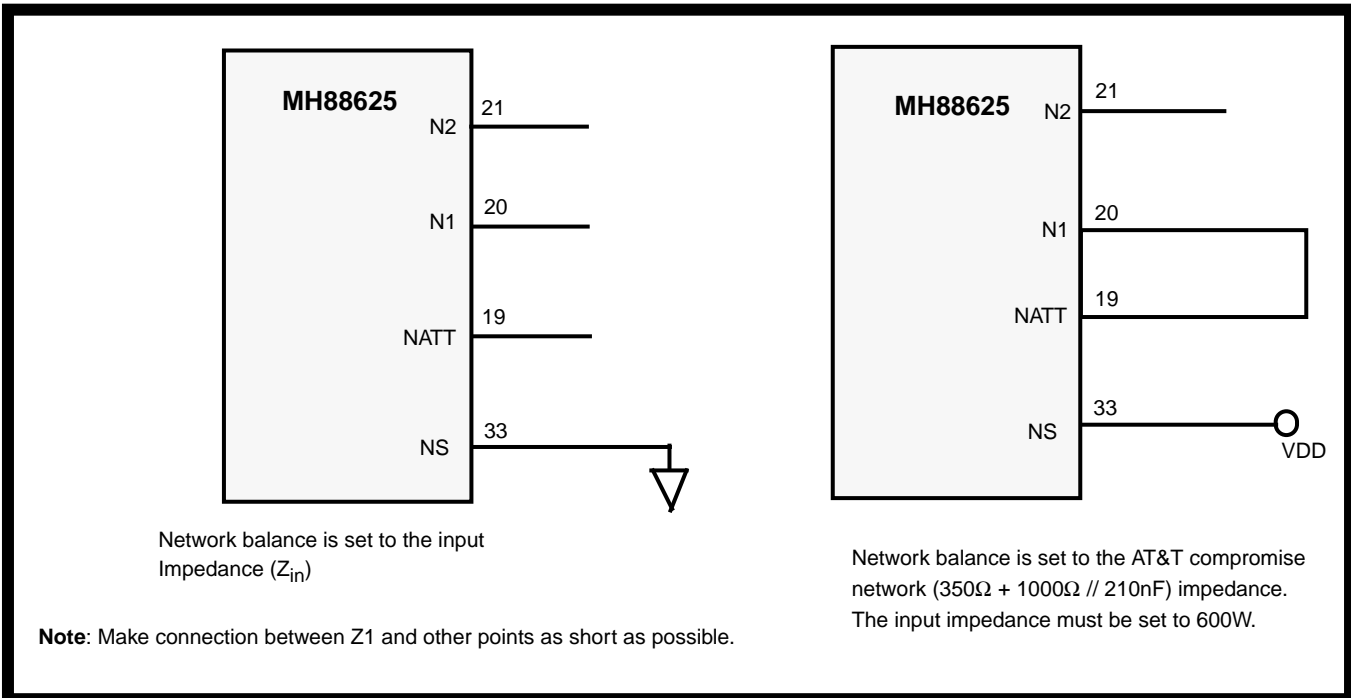 MH88625
N2
21
N1
20
NATT
19
NS
33
Network balance is set to the input
Impedance (Zin)
MH88625
N2
21
N1
20
NATT
19
NS
33
VDD
Network balance is set to the AT&T compromise
network (350Ω + 1000Ω // 210nF) impedance.
The input impedance must be set to 600W.
Note: Make connection between Z1 and other points as short as possible.